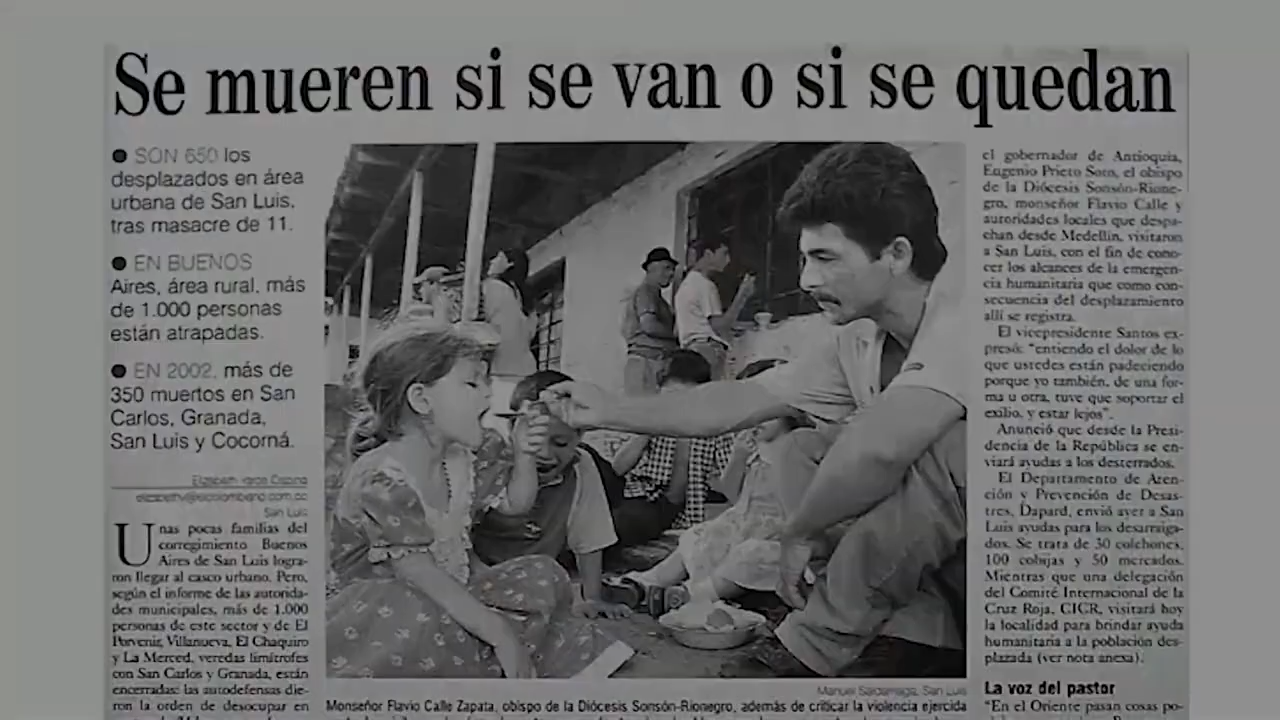 Se mueren si se van o si se quedan
● SON 650 los
desplazados en área
urbana de San Luis,
tras masacre de 11.
● EN BUENOS
Aires, área rural, más
de 1.000 personas
están atrapadas.
● EN 2002, más de
350 muertos en San
Carlos, Granada,
San Luis y Cocorná.
San Luis
Unas pocas familias del
corregimiento Buenos
Aires de San Luis logra-
ron llegar al casco urbano. Pero,
según el informe de las autorida-
des municipales, más de 1.000
personas de este sector y de El
Porvenir, Villanueva, El Chaquiro
y La Merced, veredas limítrofes
con San Carlos y Granada, están
encerradas: las autodefensas die-
ron la orden de desocupar en
Manuel Saldarriaga, San Luis
Monseñor Flavio Calle Zapata, obispo de la Diócesis Sonsón-Rionegro, además de criticar la violencia ejercida
el gobernador de Antioquia,
Eugenio Prieto Soto, el obispo
de la Diócesis Sonsón-Rione-
gro, monseñor Flavio Calle y
autoridades locales que despa-
chan desde Medellín, visitaron
a San Luis, con el fin de cono-
cer los alcances de la emergen-
cia humanitaria que como con-
secuencia del desplazamiento
allí se registra.
El vicepresidente Santos ex-
presó: "entiendo el dolor de lo
que ustedes están padeciendo
porque yo también, de una for-
ma u otra, tuve que soportar el
exilio, y estar lejos".
Anunció que desde la Presi-
dencia de la República se en-
viará ayudas a los desterrados.
El Departamento de Aten-
ción y Prevención de Desas-
tres, Dapard, envió ayer a San
Luis ayudas para los desarraiga-
dos. Se trata de 30 colchones,
100 cobijas y 50 mercados.
Mientras que una delegación
del Comité Internacional de la
Cruz Roja, CICR, visitará hoy
la localidad para brindar ayuda
humanitaria a la población des-
plazada (ver nota anexa).
La voz del pastor
"En el Oriente pasan cosas po-